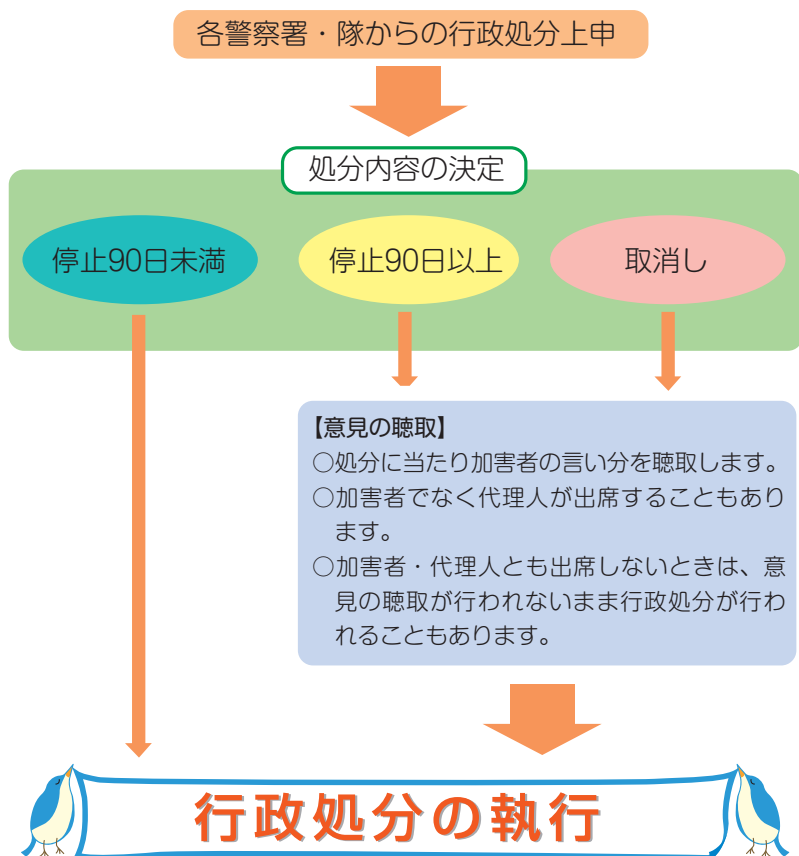 各警察署・隊からの行政処分上申
処分内容の決定
停止90日未満
停止90日以上
取消し
【意見の聴取】
○処分に当たり加害者の言い分を聴取します。
○加害者でなく代理人が出席することもあり
ます。
○加害者・代理人とも出席しないときは、意
見の聴取が行われないまま行政処分が行わ
れることもあります。
行政処分の執行